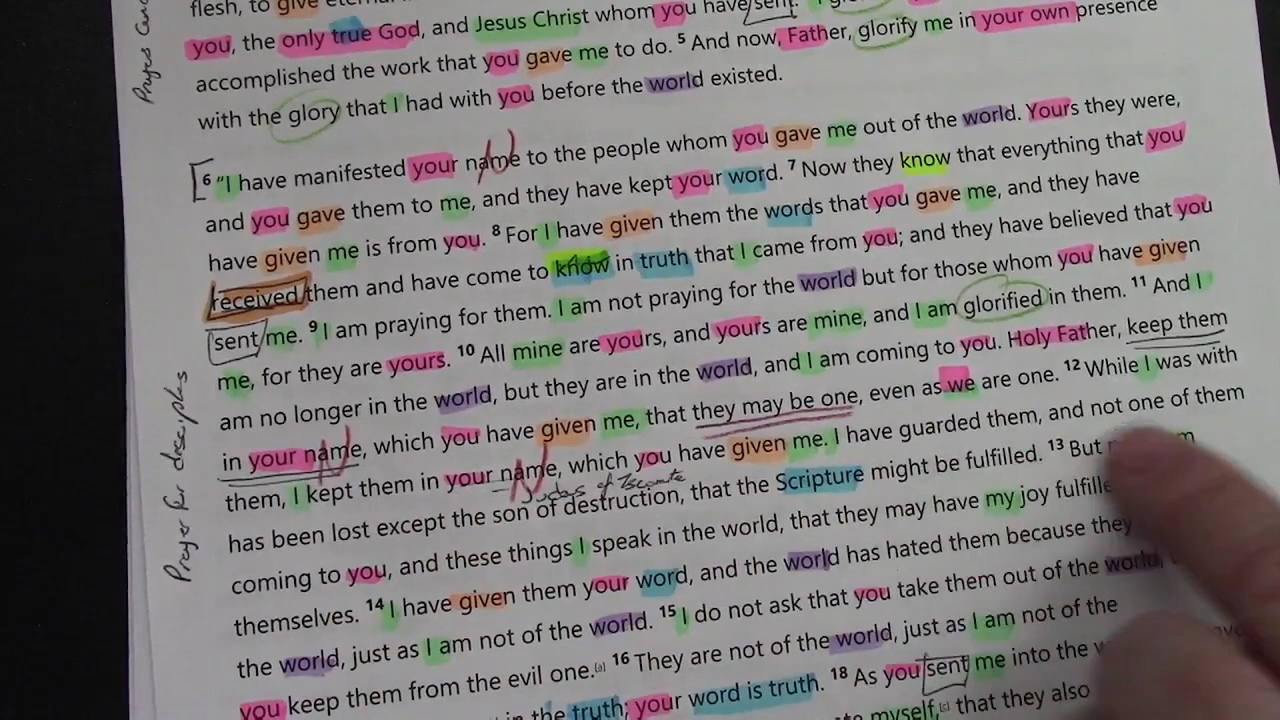 flesh, to give
you, the only true God, and Jesus Christ whom you have sent. I
accomplished the work that you gave me to do. 5 And now, Father, glorify me in your own presence
with the glory that I had with you before the world existed.
6 "I have manifested your name to the people whom you gave me out of the world. Yours they were,
and you gave them to me, and they have kept your word. 7 Now they know that everything that you
have given me is from you. 8 For I have given them the words that you gave me, and they have
received them and have come to know in truth that I came from you; and they have believed that you
sent me. 9 I am praying for them. I am not praying for the world but for those whom you have given
me, for they are yours. 10 All mine are yours, and yours are mine, and I am glorified in them. 11 And I
am no longer in the world, but they are in the world, and I am coming to you. Holy Father, keep them
in your name, which you have given me, that they may be one, even as we are one. 12 While I was with
them, I kept them in your name, which you have given me. I have guarded them, and not one of them
Judas
has been lost except the son of destruction, that the Scripture might be fulfilled. 13 But
coming to you, and these things I speak in the world, that they may have my joy fulfille
themselves. 14 I have given them your word, and the world has hated them because they
the world, just as I am not of the world. 15 I do not ask that you take them out of the world,
you keep them from the evil one.[a] 16 They are not of the world, just as I am not of the
in the truth; your word is truth. 18 As you sent me into the
myself,[c] that they also
Prayer for disciples